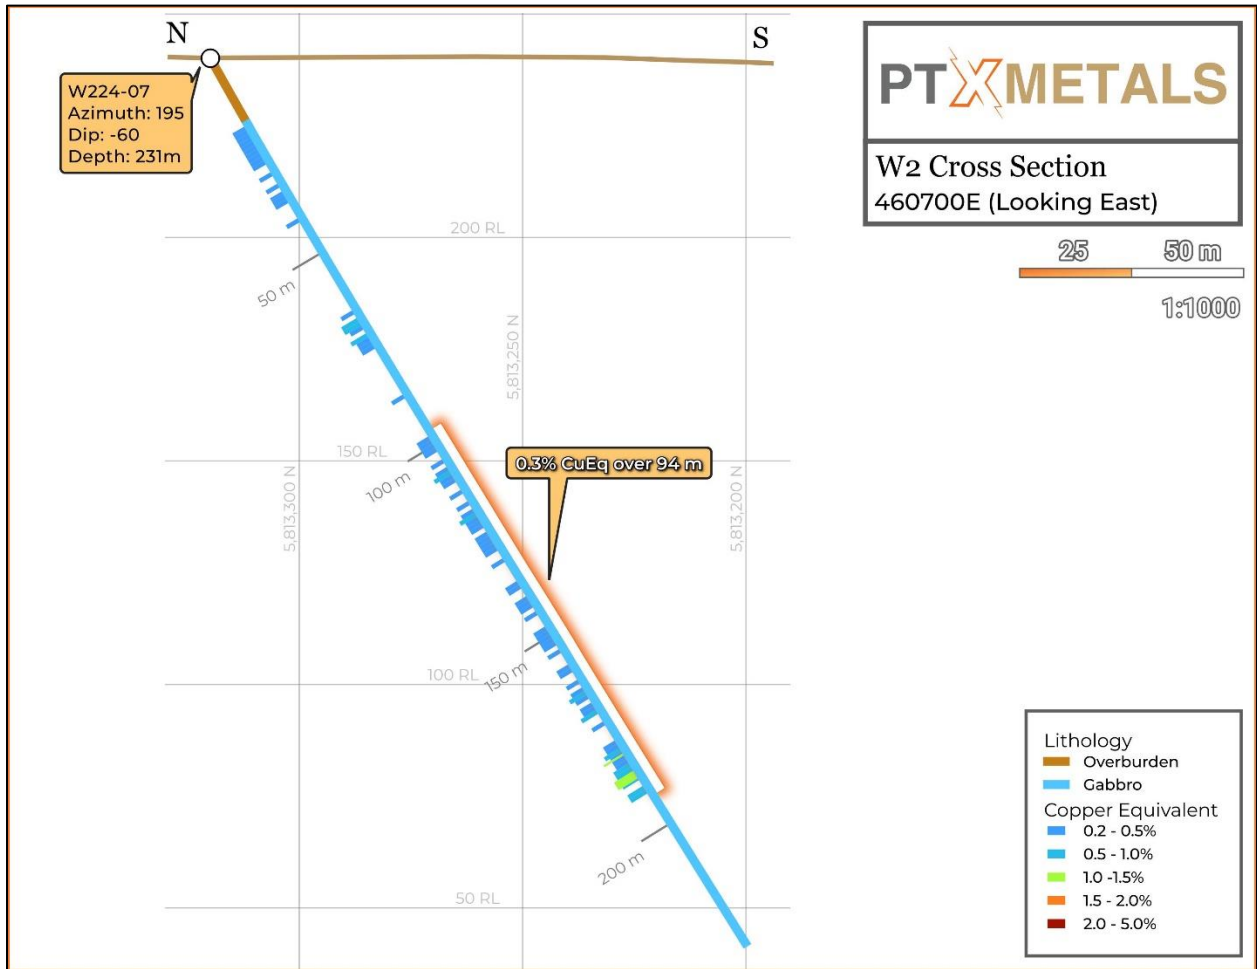 N
S
W224-07
Azimuth: 195
Dip: -60
Depth: 231m
PTXMETALS
W2 Cross Section
460700E (Looking East)
25 50 m
1:1000
200 RL
50 m
5,813,250 N
150 RL
0.3% CuEq over 94 m
100 m
5,813,300 N
5,813,200 N
100 RL
150 m
200 m
50 RL
Lithology
Overburden
Gabbro
Copper Equivalent
0.2 - 0.5%
0.5 - 1.0%
1.0 -1.5%
1.5 - 2.0%
2.0 - 5.0%